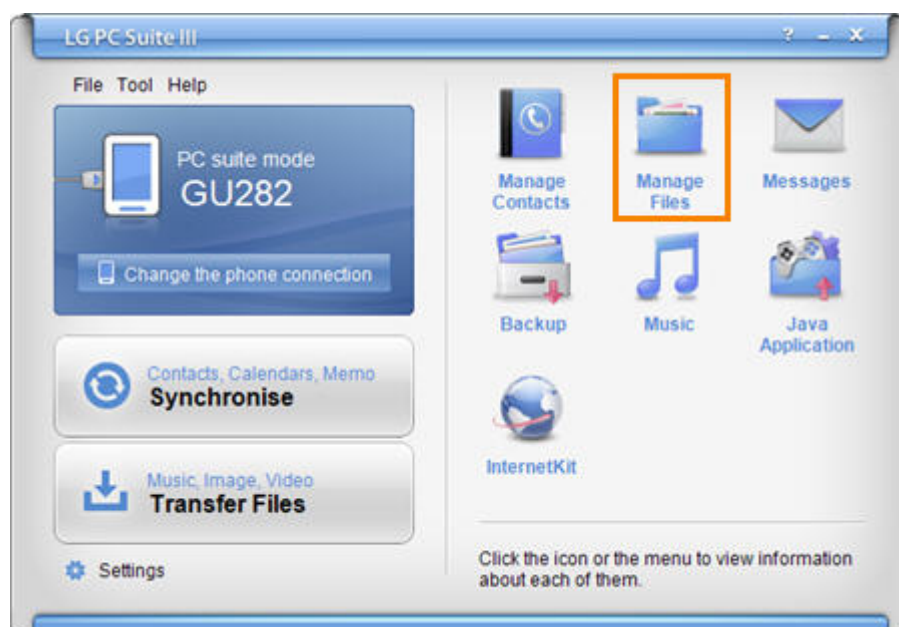 LG PC Suite III
? – X
File Tool Help
PC suite mode
GU282
Change the phone connection
Contacts, Calendars, Memo
Synchronise
Music, Image, Video
Transfer Files
Settings
Manage
Contacts
Manage
Files
Messages
Backup
Music
Java
Application
InternetKit
Click the icon or the menu to view information
about each of them.